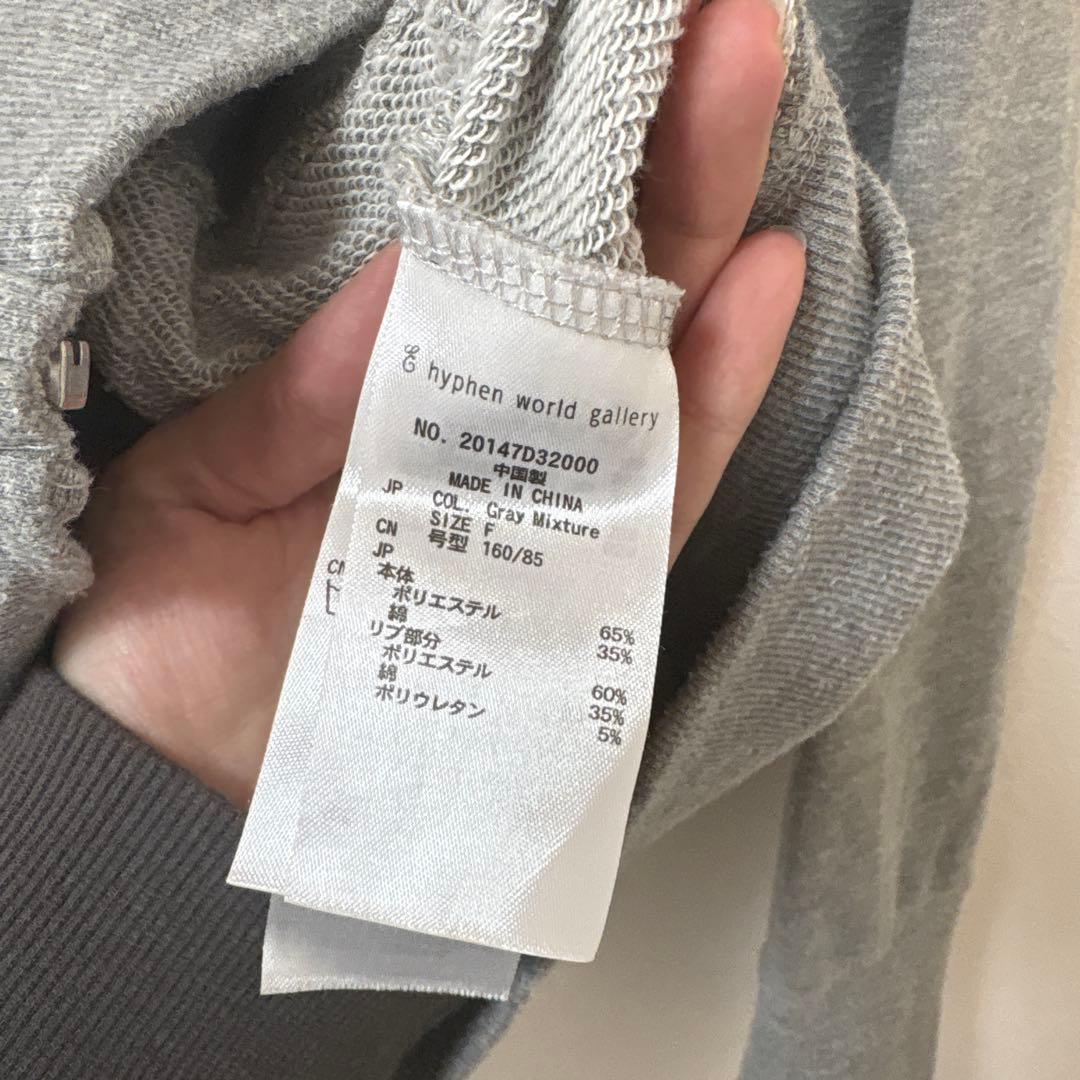 E hyphen world gallery
NO. 20147D32000
中国製
MADE IN CHINA
JP COL. Gray Mixture
SIZE F
CN 号型 160/85
JP
本体
ポリエステル 65%
綿 35%
リブ部分
ポリエステル 60%
綿 35%
ポリウレタン 5%